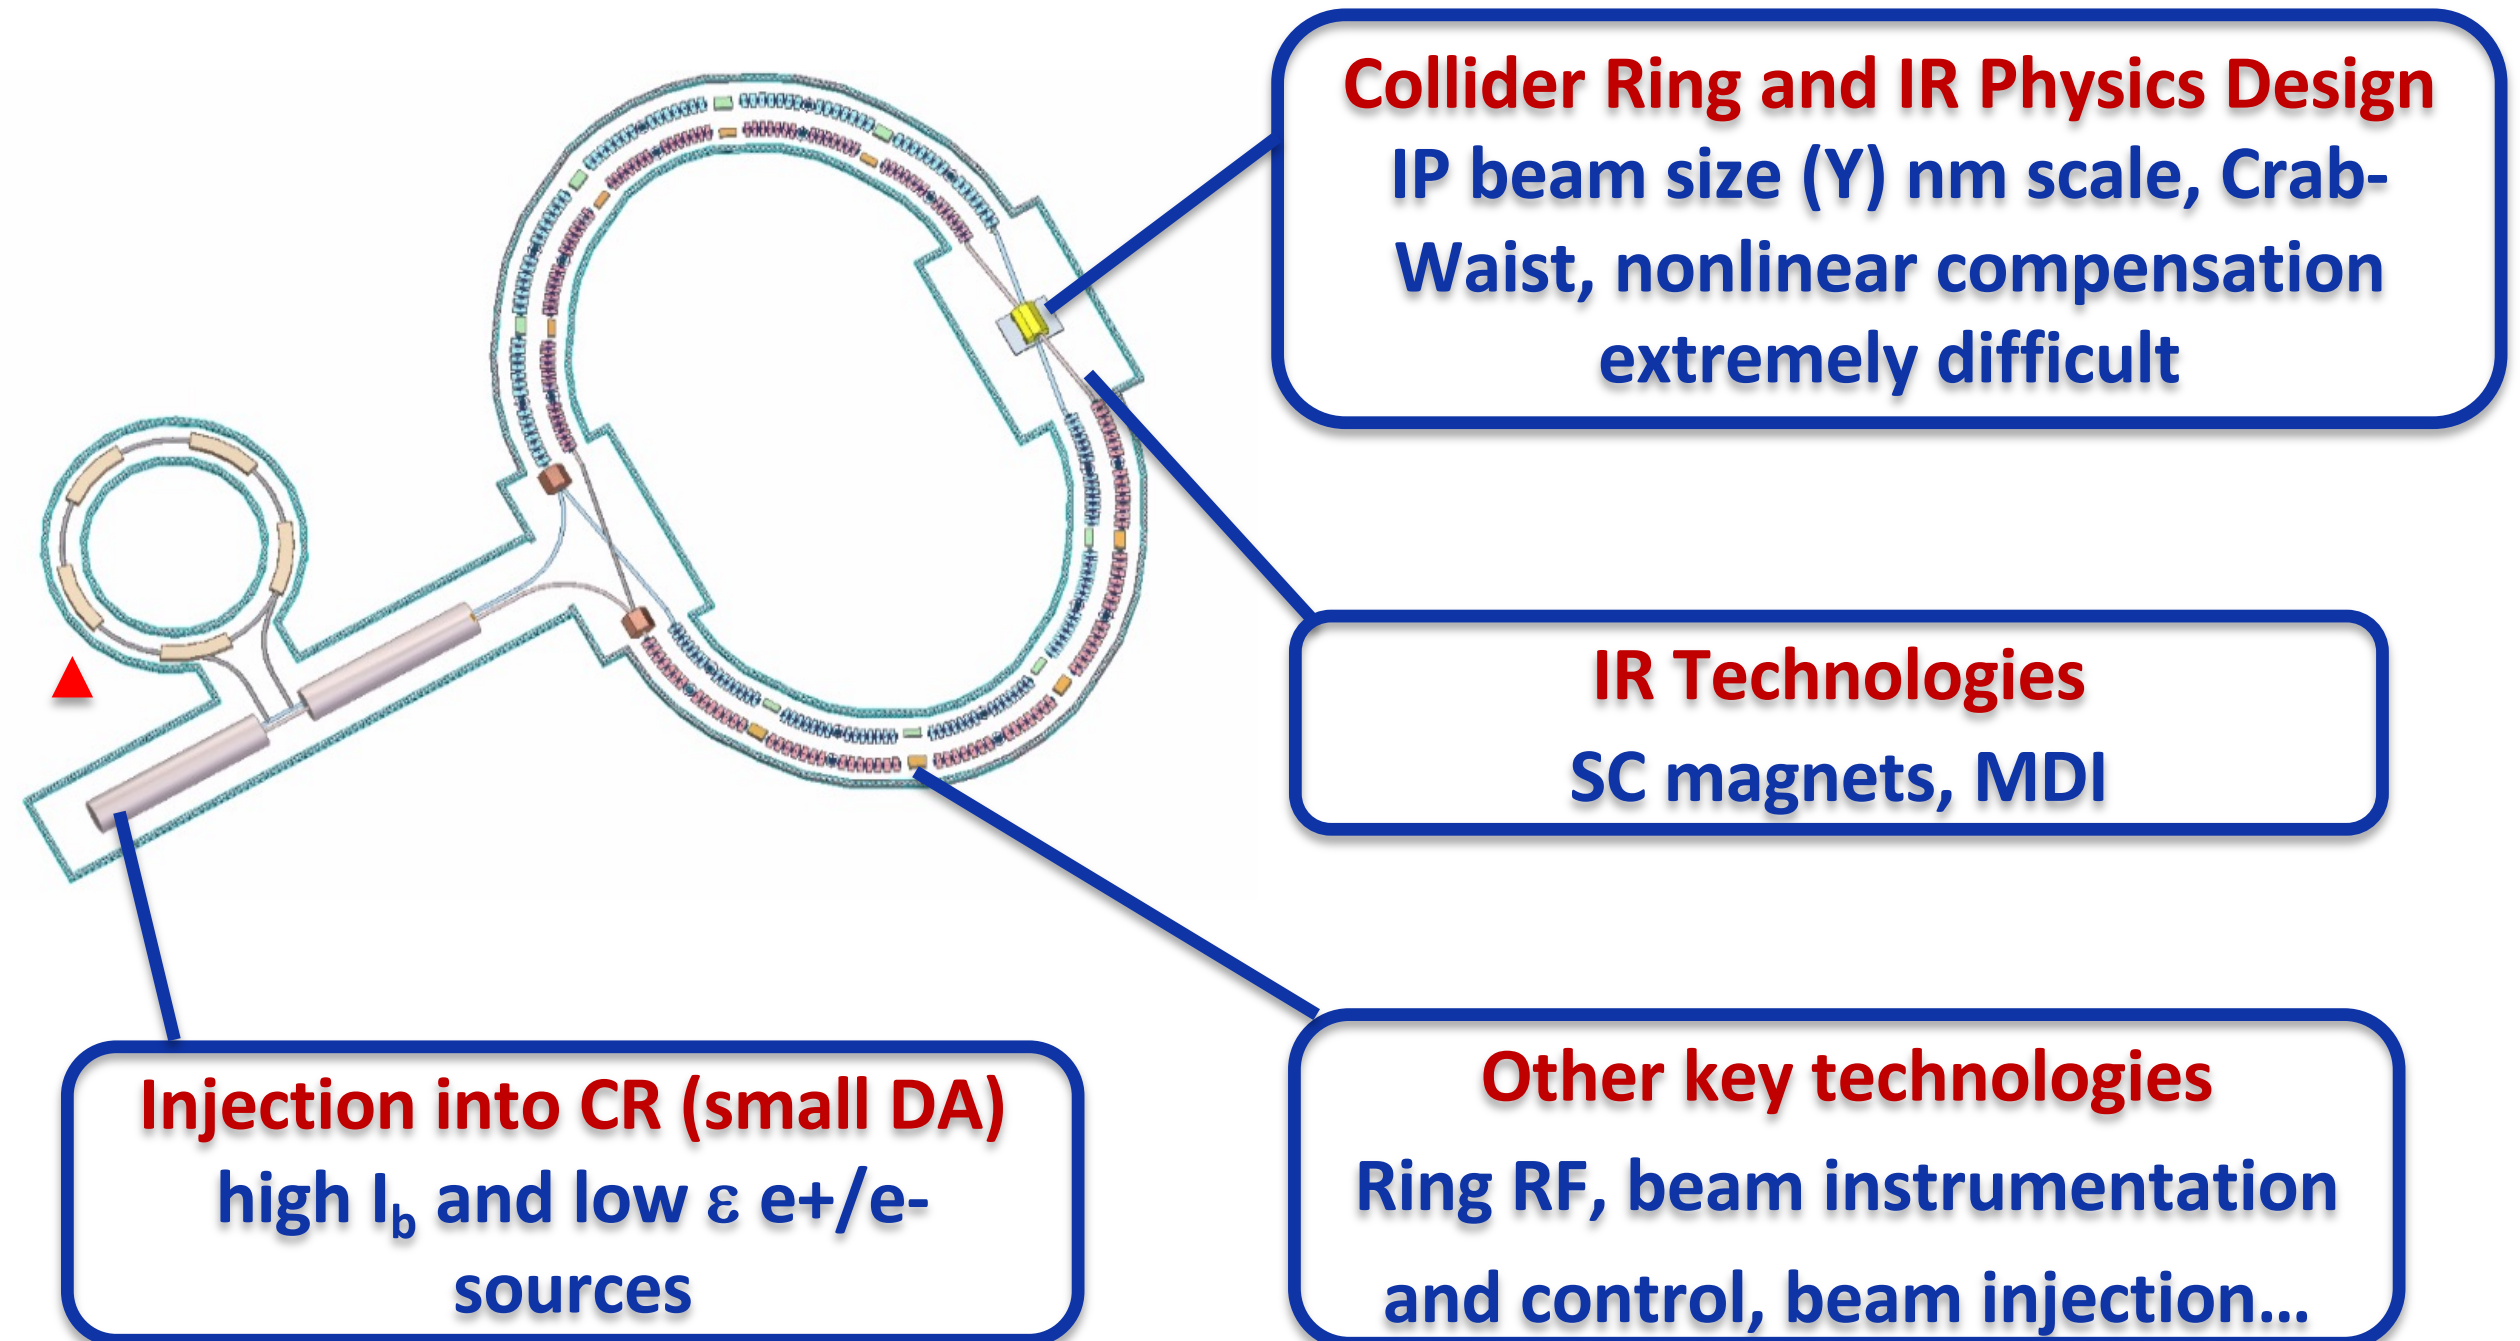 Collider Ring and IR Physics Design
IP beam size (Y) nm scale, Crab-
Waist, nonlinear compensation
extremely difficult
IR Technologies
SC magnets, MDI
Injection into CR (small DA)
high I_b and low ε e+/e-
sources
Other key technologies
Ring RF, beam instrumentation
and control, beam injection...